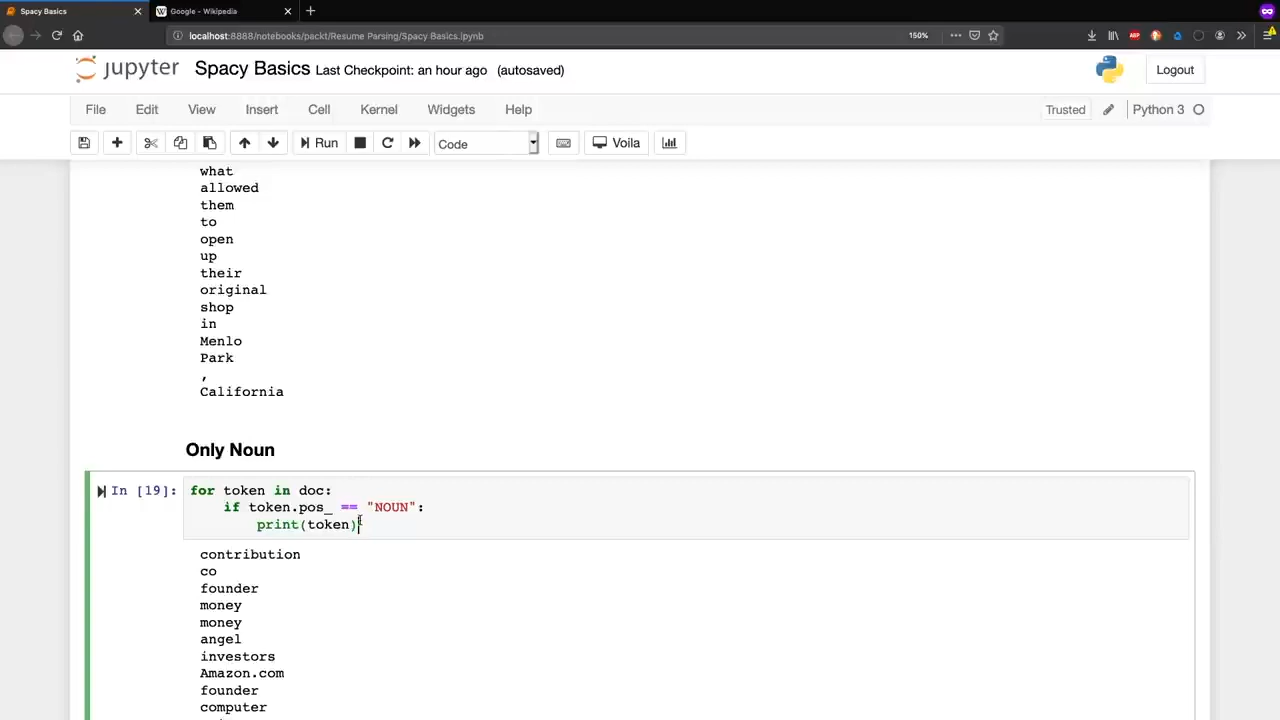 Spacy Basics
Google - Wikipedia
localhost:8888/notebooks/packt/Resume Parsing/Spacy Basics.ipynb
150%
jupyter Spacy Basics Last Checkpoint: an hour ago (autosaved)
Logout
File Edit View Insert Cell Kernel Widgets Help
Trusted
Python 3
Run
Code
Voila
what
allowed
them
to
open
up
their
original
shop
in
Menlo
Park
,
California
Only Noun
In [19]:
for token in doc:
if token.pos_ == "NOUN":
print(token)
contribution
co
founder
money
money
angel
investors
Amazon.com
founder
computer